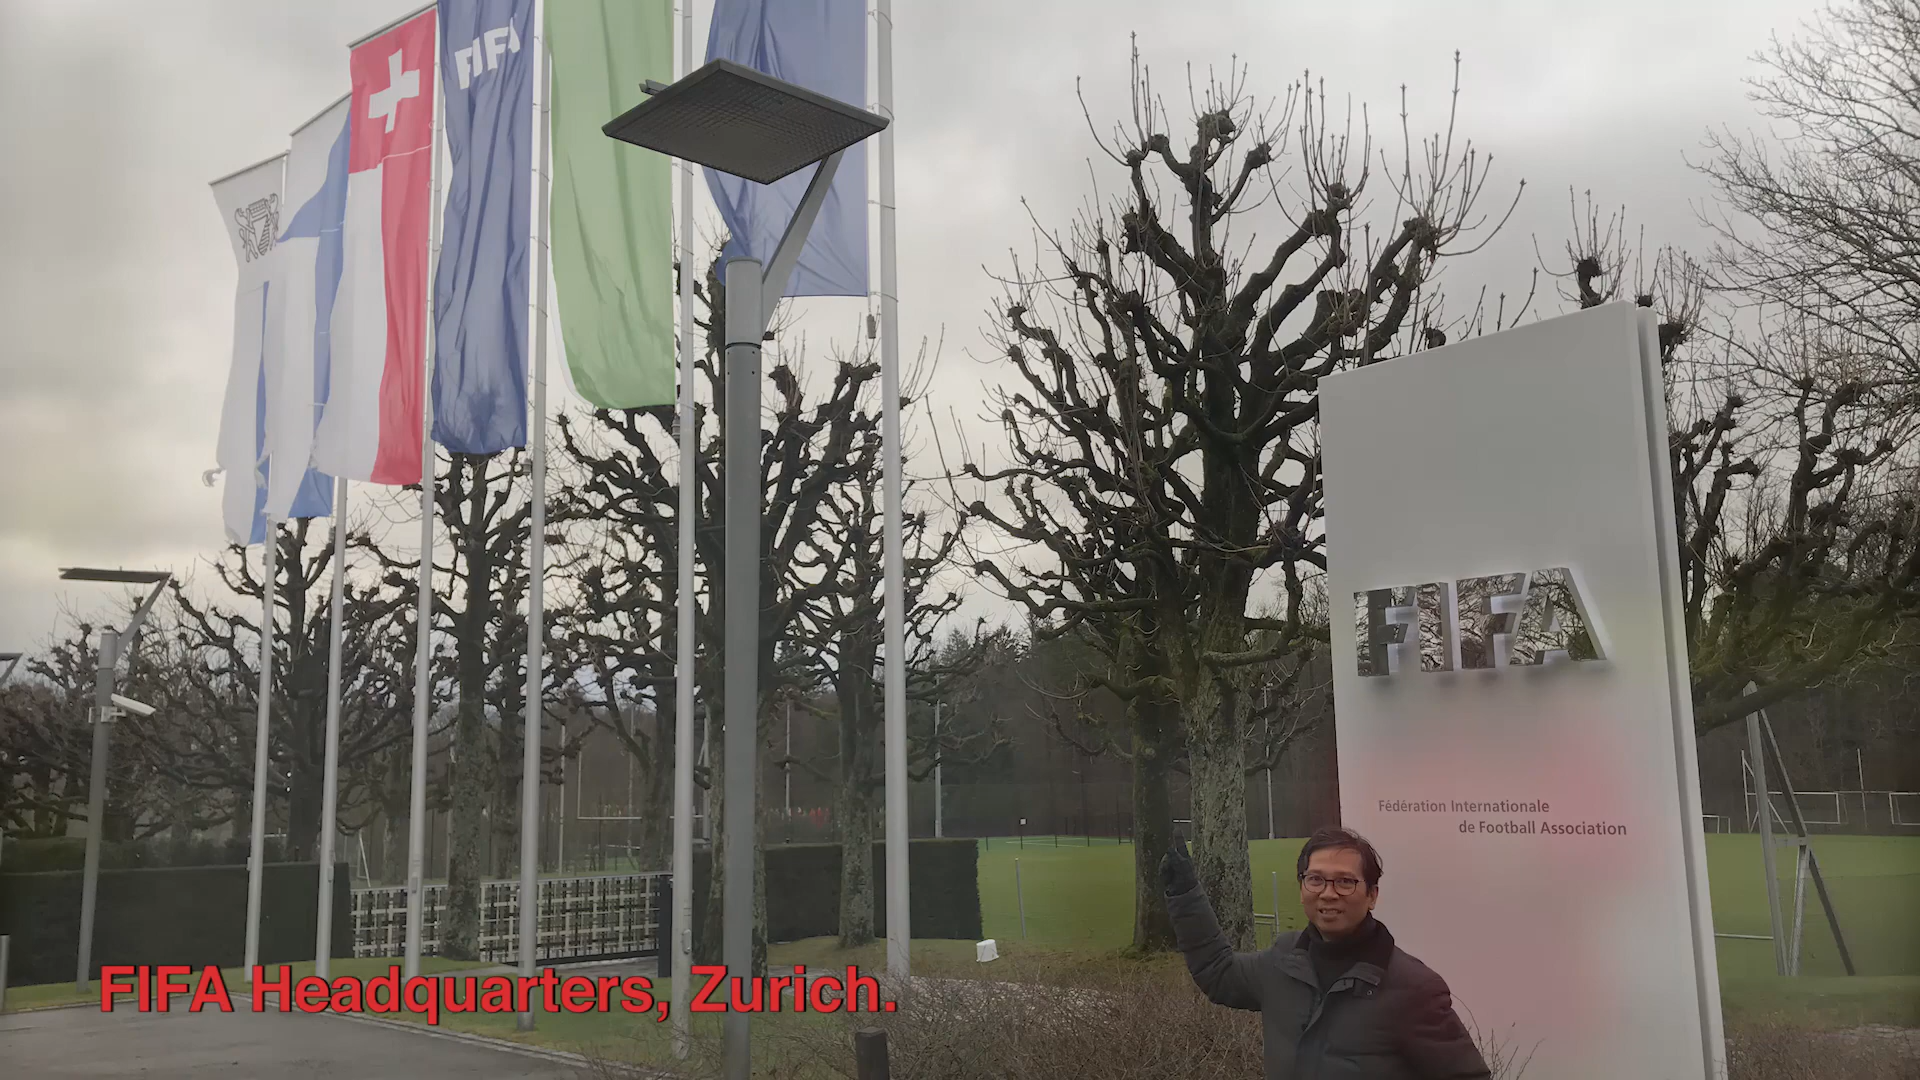 FIFA
FIFA
Fédération Internationale
de Football Association
FIFA Headquarters, Zurich.